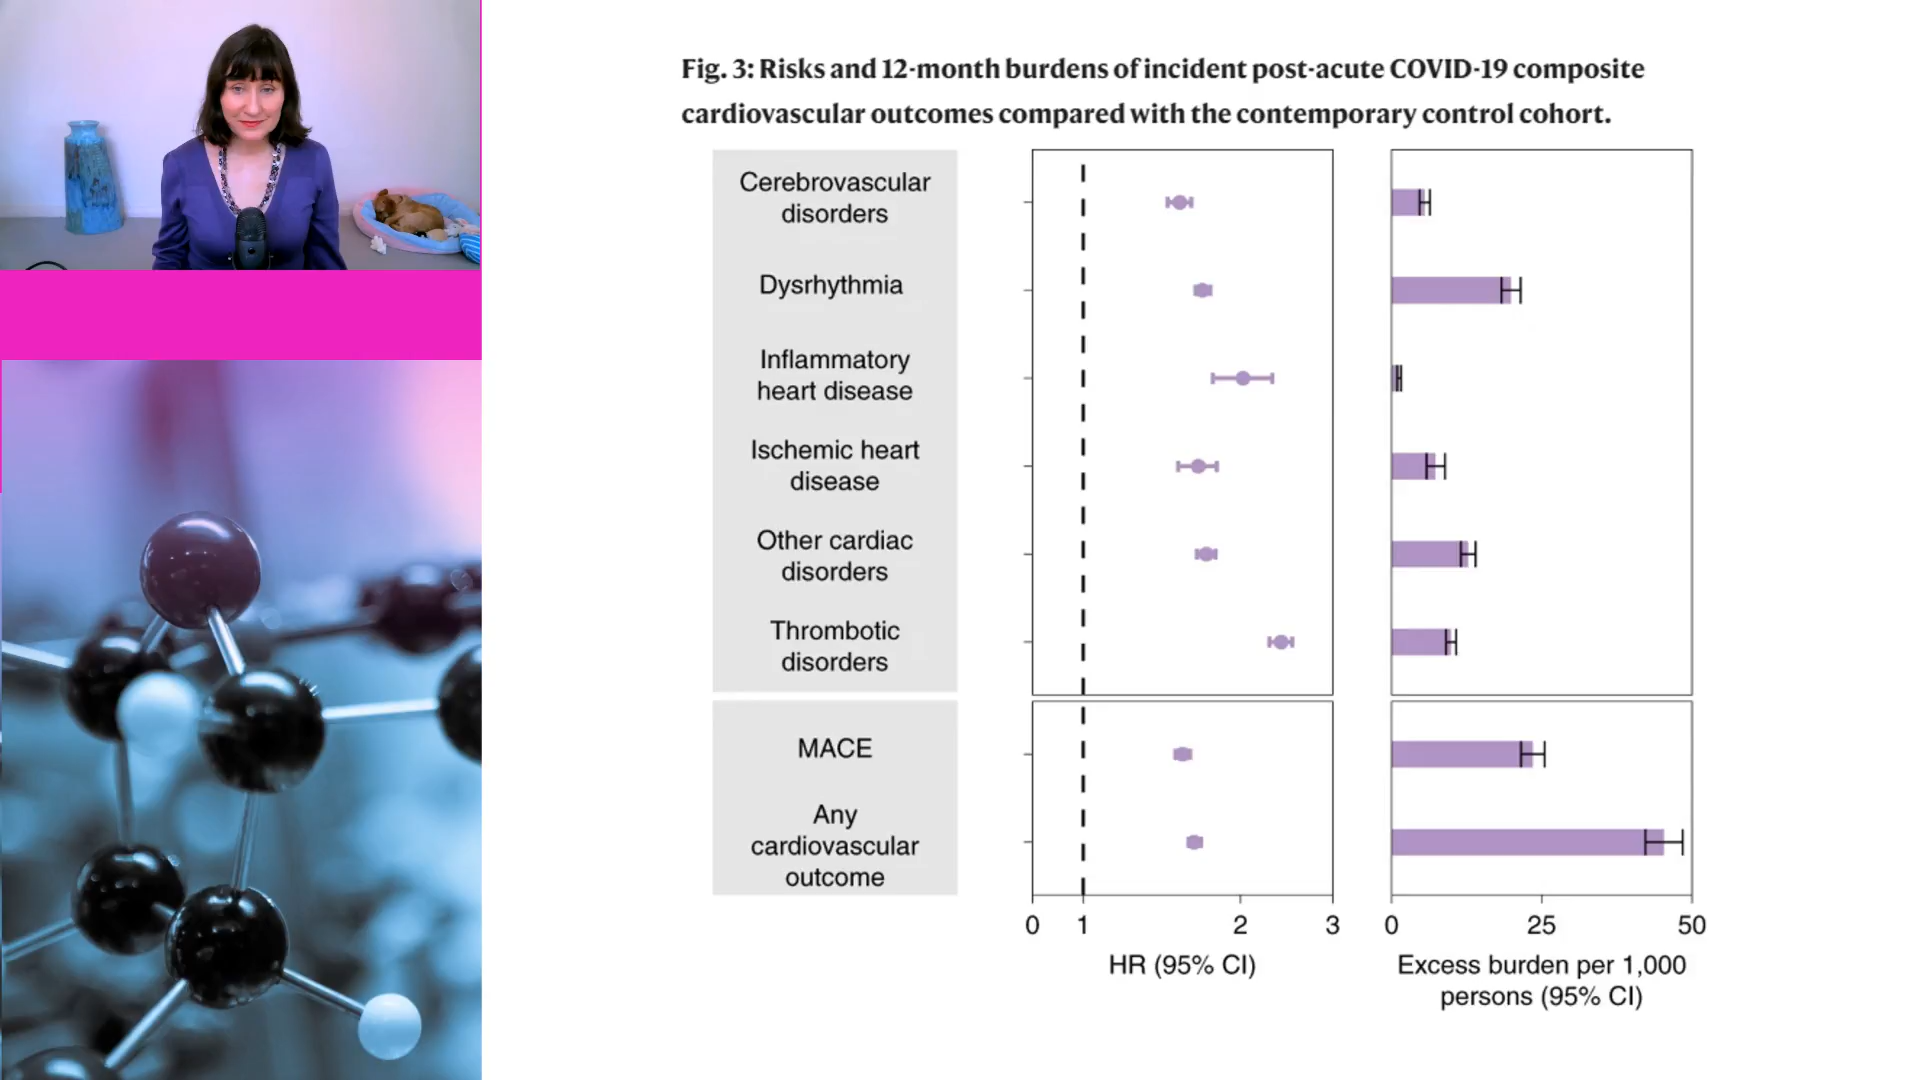 Fig. 3: Risks and 12-month burdens of incident post-acute COVID-19 composite
cardiovascular outcomes compared with the contemporary control cohort.
Cerebrovascular
disorders
Dysrhythmia
Inflammatory
heart disease
Ischemic heart
disease
Other cardiac
disorders
Thrombotic
disorders
MACE
Any
cardiovascular
outcome
0 1 2 3
HR (95% CI)
0 25 50
Excess burden per 1,000
persons (95% CI)